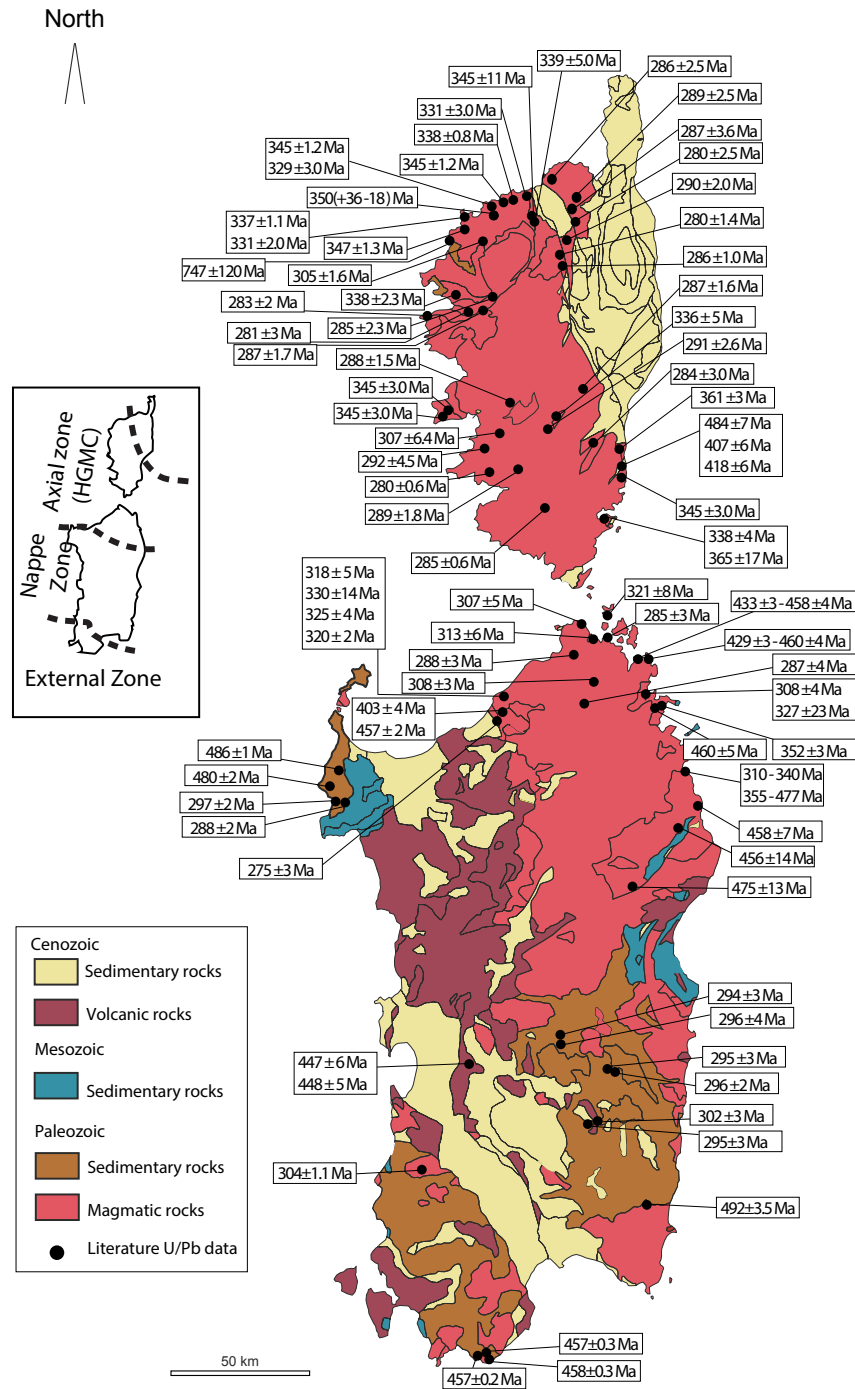 North
339 ±5.0 Ma
286 ±2.5 Ma
345 ±11 Ma
289 ±2.5 Ma
331 ±3.0 Ma
287 ±3.6 Ma
338 ±0.8 Ma
280 ±2.5 Ma
345 ±1.2 Ma
329 ±3.0 Ma
345 ±1.2 Ma
290 ±2.0 Ma
350(+36 -18) Ma
337 ±1.1 Ma
331 ±2.0 Ma
280 ±1.4 Ma
347 ±1.3 Ma
286 ±1.0 Ma
747 ±120 Ma
305 ±1.6 Ma
287 ±1.6 Ma
283 ±2 Ma
338 ±2.3 Ma
336 ±5 Ma
281 ±3 Ma
285 ±2.3 Ma
291 ±2.6 Ma
287 ±1.7 Ma
288 ±1.5 Ma
284 ±3.0 Ma
345 ±3.0 Ma
361 ±3 Ma
345 ±3.0 Ma
484 ±7 Ma
407 ±6 Ma
418 ±6 Ma
307 ±6.4 Ma
292 ±4.5 Ma
280 ±0.6 Ma
345 ±3.0 Ma
289 ±1.8 Ma
338 ±4 Ma
365 ±17 Ma
285 ±0.6 Ma
Axial zone
(HGMC)
Nappe
Zone
External Zone
318 ± 5 Ma
330 ±14 Ma
325 ± 4 Ma
320 ± 2 Ma
307 ±5 Ma
321 ±8 Ma
433 ±3 -458 ±4 Ma
285 ±3 Ma
313 ±6 Ma
429 ±3 -460 ±4 Ma
288 ±3 Ma
287 ±4 Ma
308 ±3 Ma
308 ±4 Ma
327 ±23 Ma
403 ± 4 Ma
457 ± 2 Ma
460 ±5 Ma
352 ±3 Ma
486 ±1 Ma
480 ±2 Ma
310 -340Ma
355 -477 Ma
297 ±2 Ma
288 ±2 Ma
458 ±7 Ma
456 ±14 Ma
275 ±3 Ma
475 ±13 Ma
Cenozoic
Sedimentary rocks
Volcanic rocks
Mesozoic
Sedimentary rocks
Paleozoic
Sedimentary rocks
Magmatic rocks
Literature U/Pb data
294 ±3 Ma
296 ±4 Ma
447 ± 6 Ma
448 ± 5 Ma
295 ±3 Ma
296 ±2 Ma
302 ±3 Ma
295±3 Ma
304±1.1 Ma
492±3.5 Ma
457±0.3 Ma
458 ±0.3 Ma
457±0.2 Ma
50 km